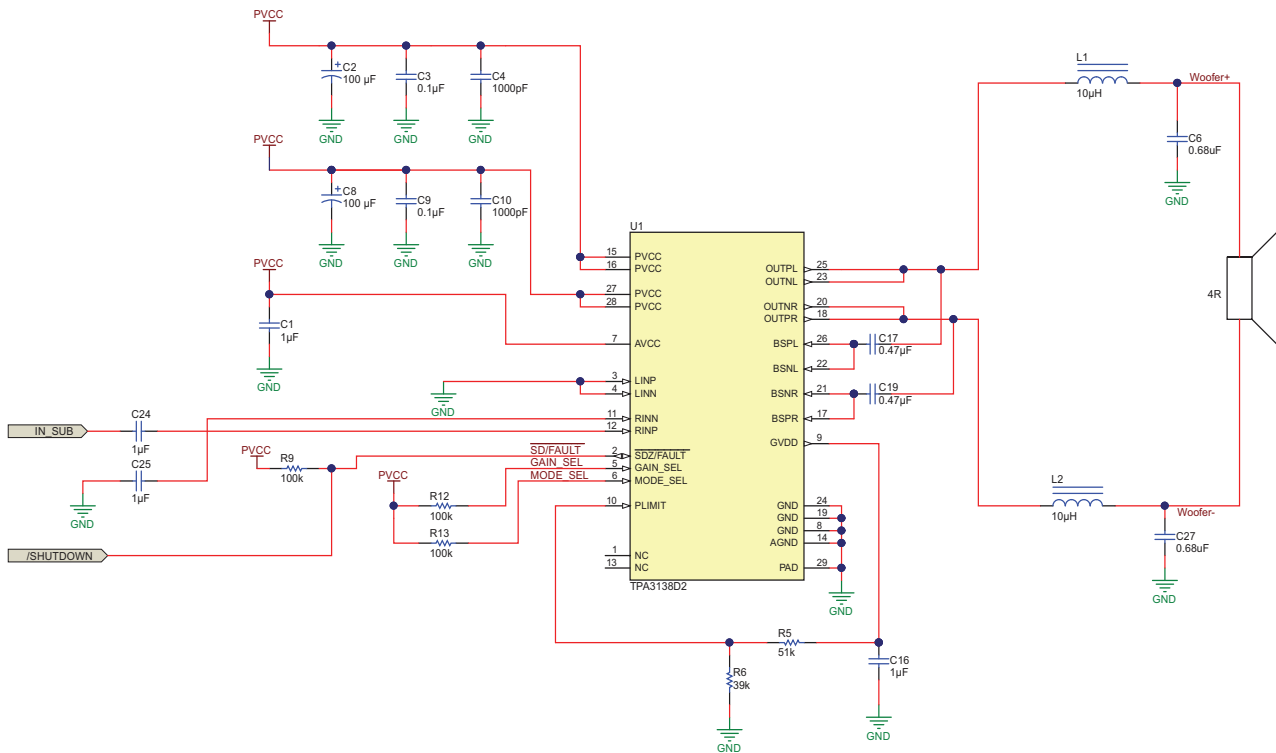 PVCC
C2
100 µF
C3
0.1µF
C4
1000pF
GND
GND
GND
L1
10µH
Woofer+
C6
0.68uF
GND
PVCC
C8
100 µF
C9
0.1µF
C10
1000pF
GND
GND
GND
PVCC
C1
1µF
GND
U1
15 PVCC
16 PVCC
27 PVCC
28 PVCC
7 AVCC
3 LINP
4 LINN
11 RINN
12 RINP
2 SDZ/FAULT
5 GAIN_SEL
6 MODE_SEL
10 PLIMIT
1 NC
13 NC
OUTPL 25
OUTNL 23
OUTNR 20
OUTPR 18
BSPL 26
BSNL 22
BSNR 21
BSPR 17
GVDD 9
GND 24
GND 19
GND 8
AGND 14
PAD 29
TPA3138D2
GND
C17
0.47µF
C19
0.47µF
4R
GND
IN_SUB
C24
1µF
C25
1µF
GND
PVCC
R9
100k
SD/FAULT
GAIN_SEL
MODE_SEL
PVCC
R12
100k
R13
100k
/SHUTDOWN
L2
10µH
Woofer-
C27
0.68uF
GND
R5
51k
R6
39k
GND
C16
1µF
GND